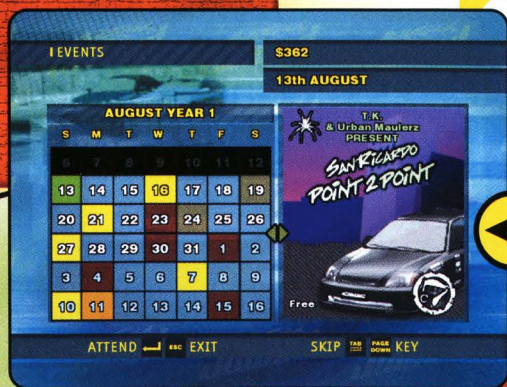 EVENTS
$362
13th AUGUST
AUGUST YEAR 1
S M T W T F S
6 7 8 9 10 11 12
13 14 15 16 17 18 19
20 21 22 23 24 25 26
27 28 29 30 31 1 2
3 4 5 6 7 8 9
10 11 12 13 14 15 16
T.K.
& Urban Maulerz
PRESENT
SAN RICARDO
POINT 2 POINT
Free
ATTEND ESC EXIT
SKIP TAB PAGE DOWN KEY